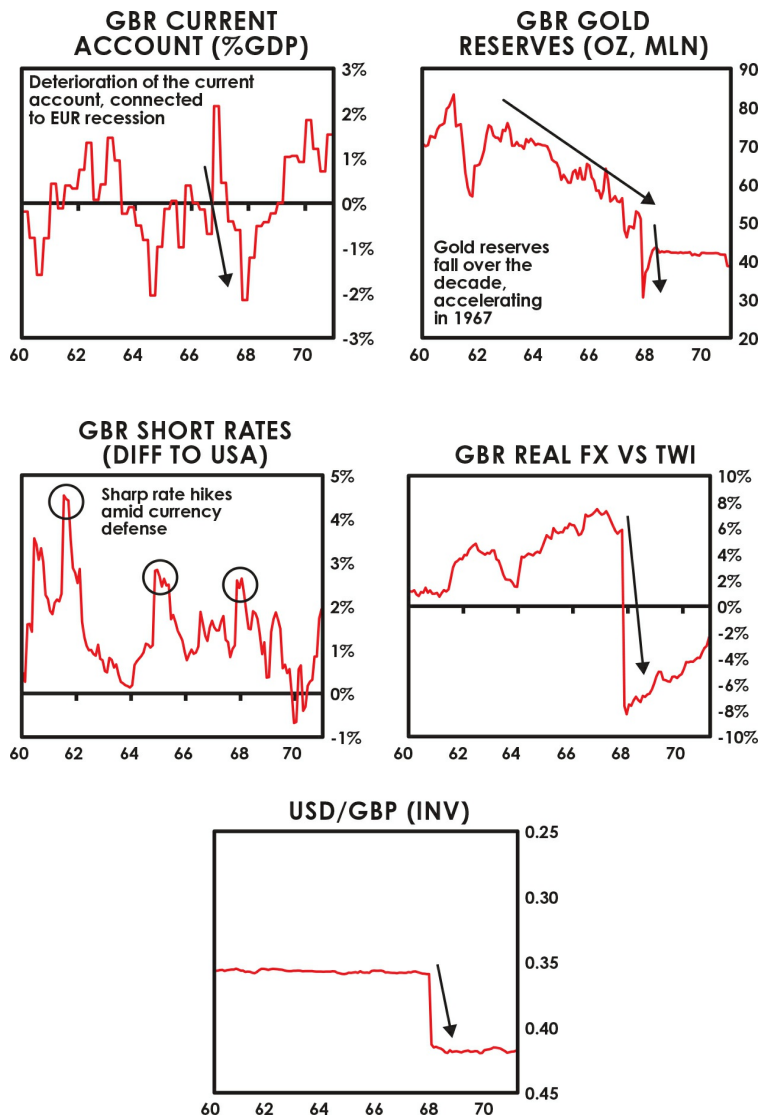 GBR CURRENT
ACCOUNT (%GDP)
Deterioration of the current
account, connected
to EUR recession
3%
2%
1%
0%
-1%
-2%
-3%
60 62 64 66 68 70
GBR GOLD
RESERVES (OZ, MLN)
Gold reserves
fall over the
decade,
accelerating
in 1967
90
80
70
60
50
40
30
20
60 62 64 66 68 70
GBR SHORT RATES
(DIFF TO USA)
Sharp rate hikes
amid currency
defense
5%
4%
3%
2%
1%
0%
-1%
60 62 64 66 68 70
GBR REAL FX VS TWI
10%
8%
6%
4%
2%
0%
-2%
-4%
-6%
-8%
-10%
60 62 64 66 68 70
USD/GBP (INV)
0.25
0.30
0.35
0.40
0.45
60 62 64 66 68 70